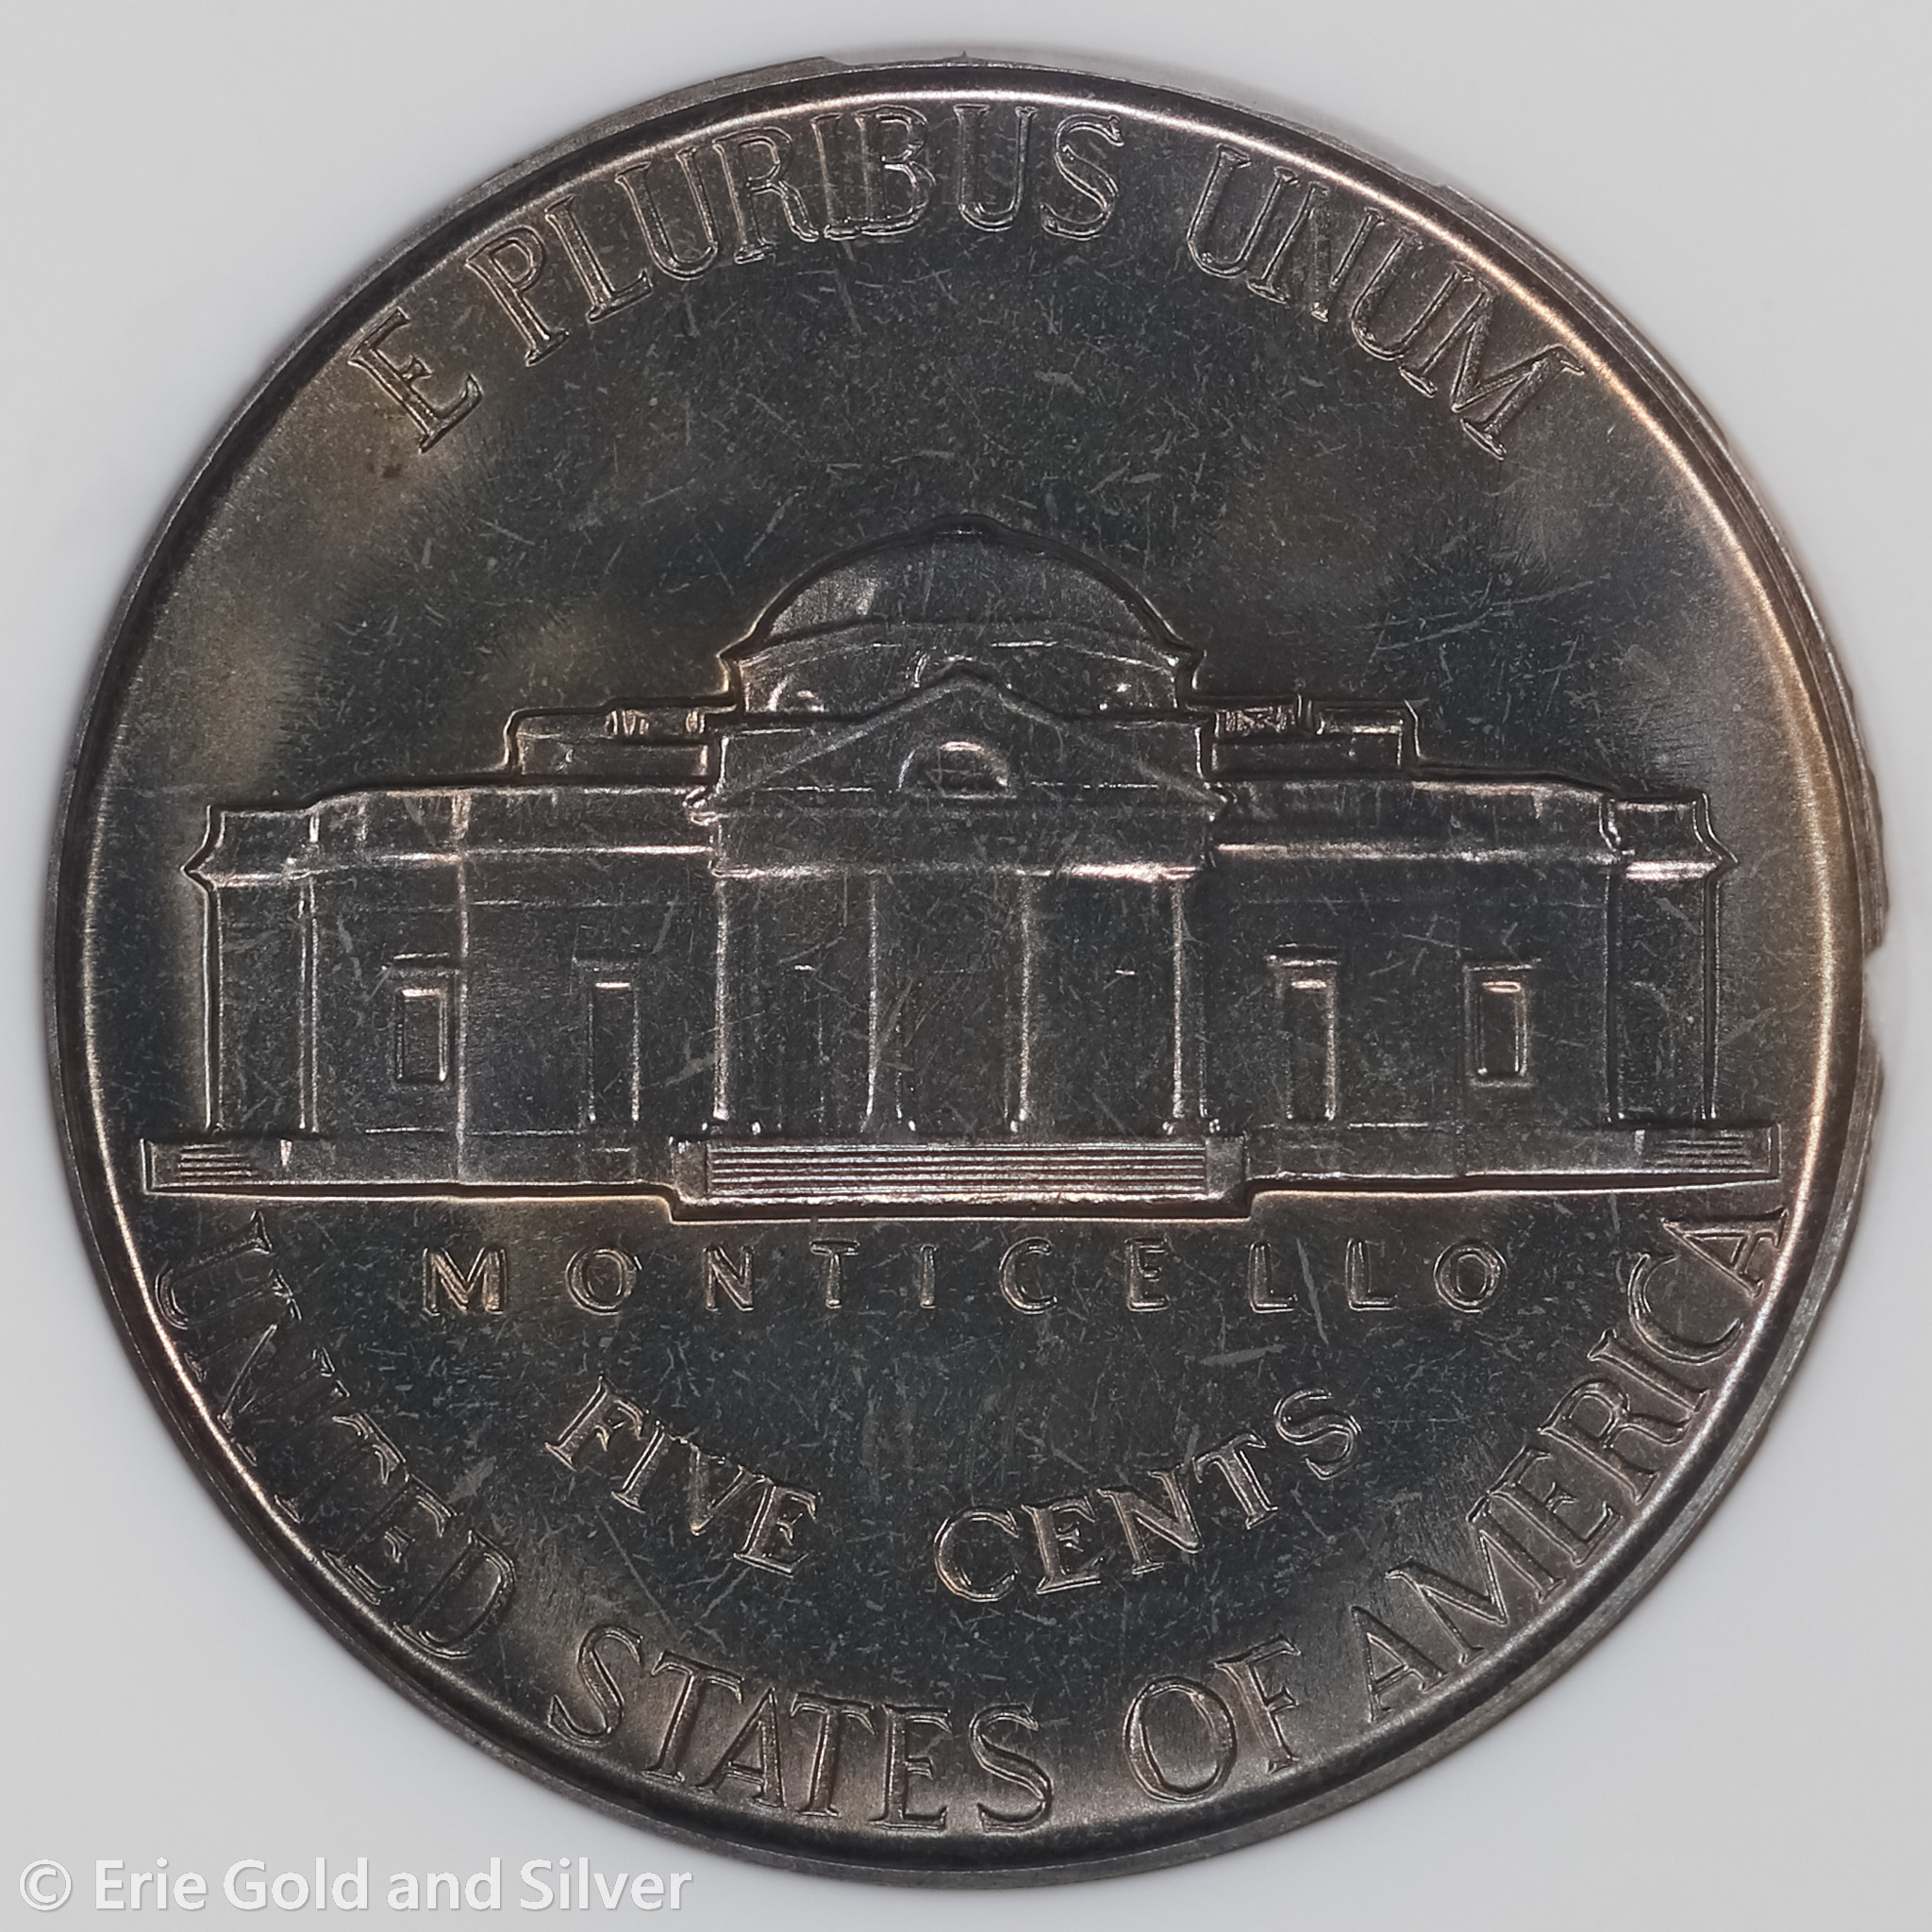 E PLURIBUS UNUM
MONTICELLO
FIVE CENTS
UNITED STATES OF AMERICA
© Erie Gold and Silver